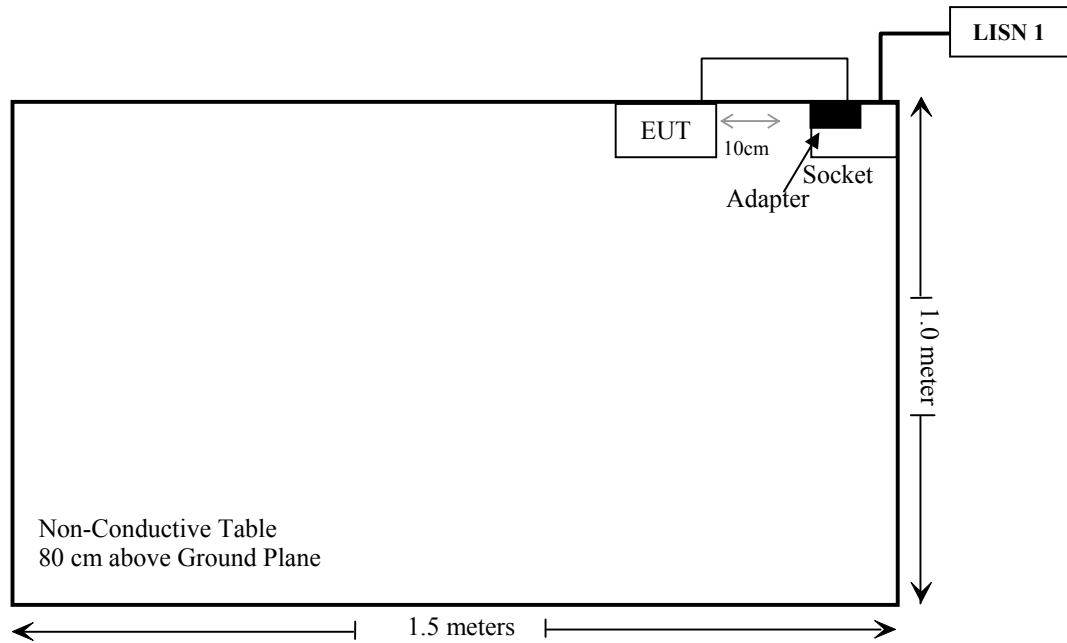 LISN 1
EUT
10cm
Socket
Adapter
1.0 meter
Non-Conductive Table
80 cm above Ground Plane
1.5 meters